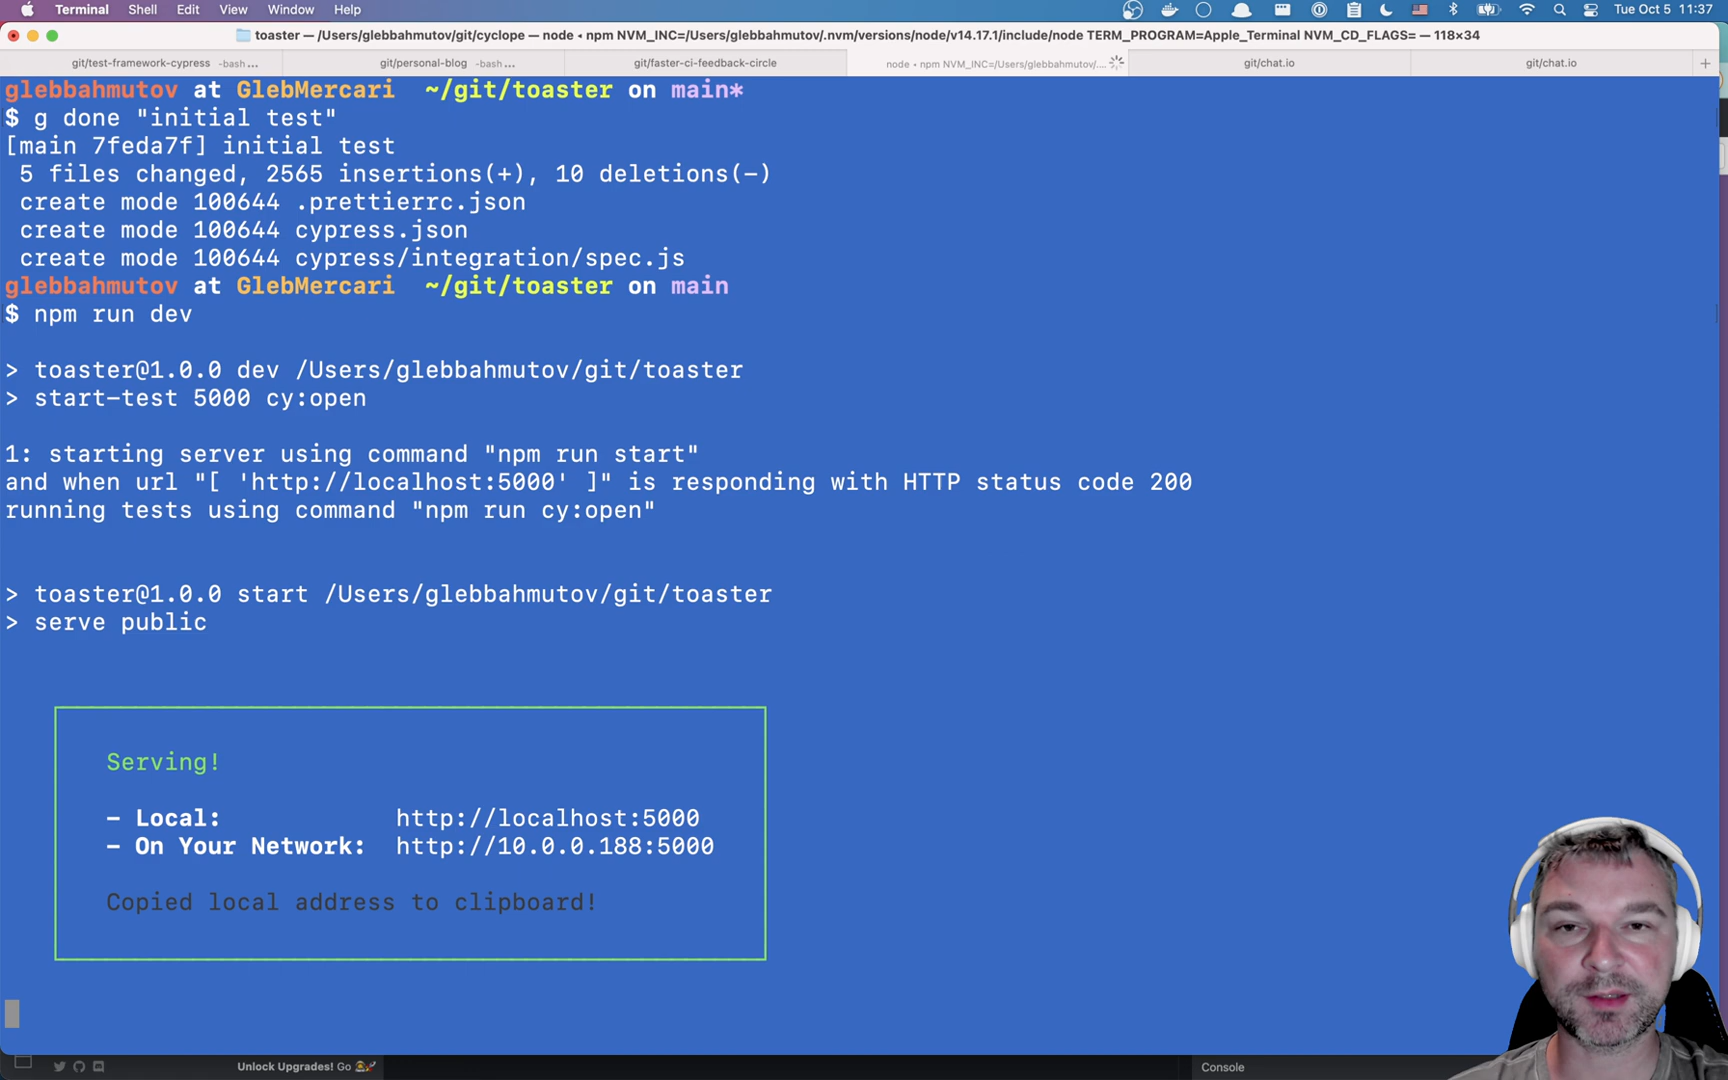 Terminal Shell Edit View Window Help Tue Oct 5 11:37
toaster — /Users/glebbahmutov/git/cyclope — node ◂ npm NVM_INC=/Users/glebbahmutov/.nvm/versions/node/v14.17.1/include/node TERM_PROGRAM=Apple_Terminal NVM_CD_FLAGS= — 118×34
git/test-framework-cypress -bash ... git/personal-blog -bash ... git/faster-ci-feedback-circle node ◂ npm NVM_INC=/Users/glebbahmutov/.... git/chat.io git/chat.io +
glebbahmutov at GlebMercari ~/git/toaster on main*
$ g done "initial test"
[main 7feda7f] initial test
5 files changed, 2565 insertions(+), 10 deletions(-)
create mode 100644 .prettierrc.json
create mode 100644 cypress.json
create mode 100644 cypress/integration/spec.js
glebbahmutov at GlebMercari ~/git/toaster on main
$ npm run dev
> toaster@1.0.0 dev /Users/glebbahmutov/git/toaster
> start-test 5000 cy:open
1: starting server using command "npm run start"
and when url "[ 'http://localhost:5000' ]" is responding with HTTP status code 200
running tests using command "npm run cy:open"
> toaster@1.0.0 start /Users/glebbahmutov/git/toaster
> serve public
Serving!
- Local: http://localhost:5000
- On Your Network: http://10.0.0.188:5000
Copied local address to clipboard!
Unlock Upgrades! Go Console